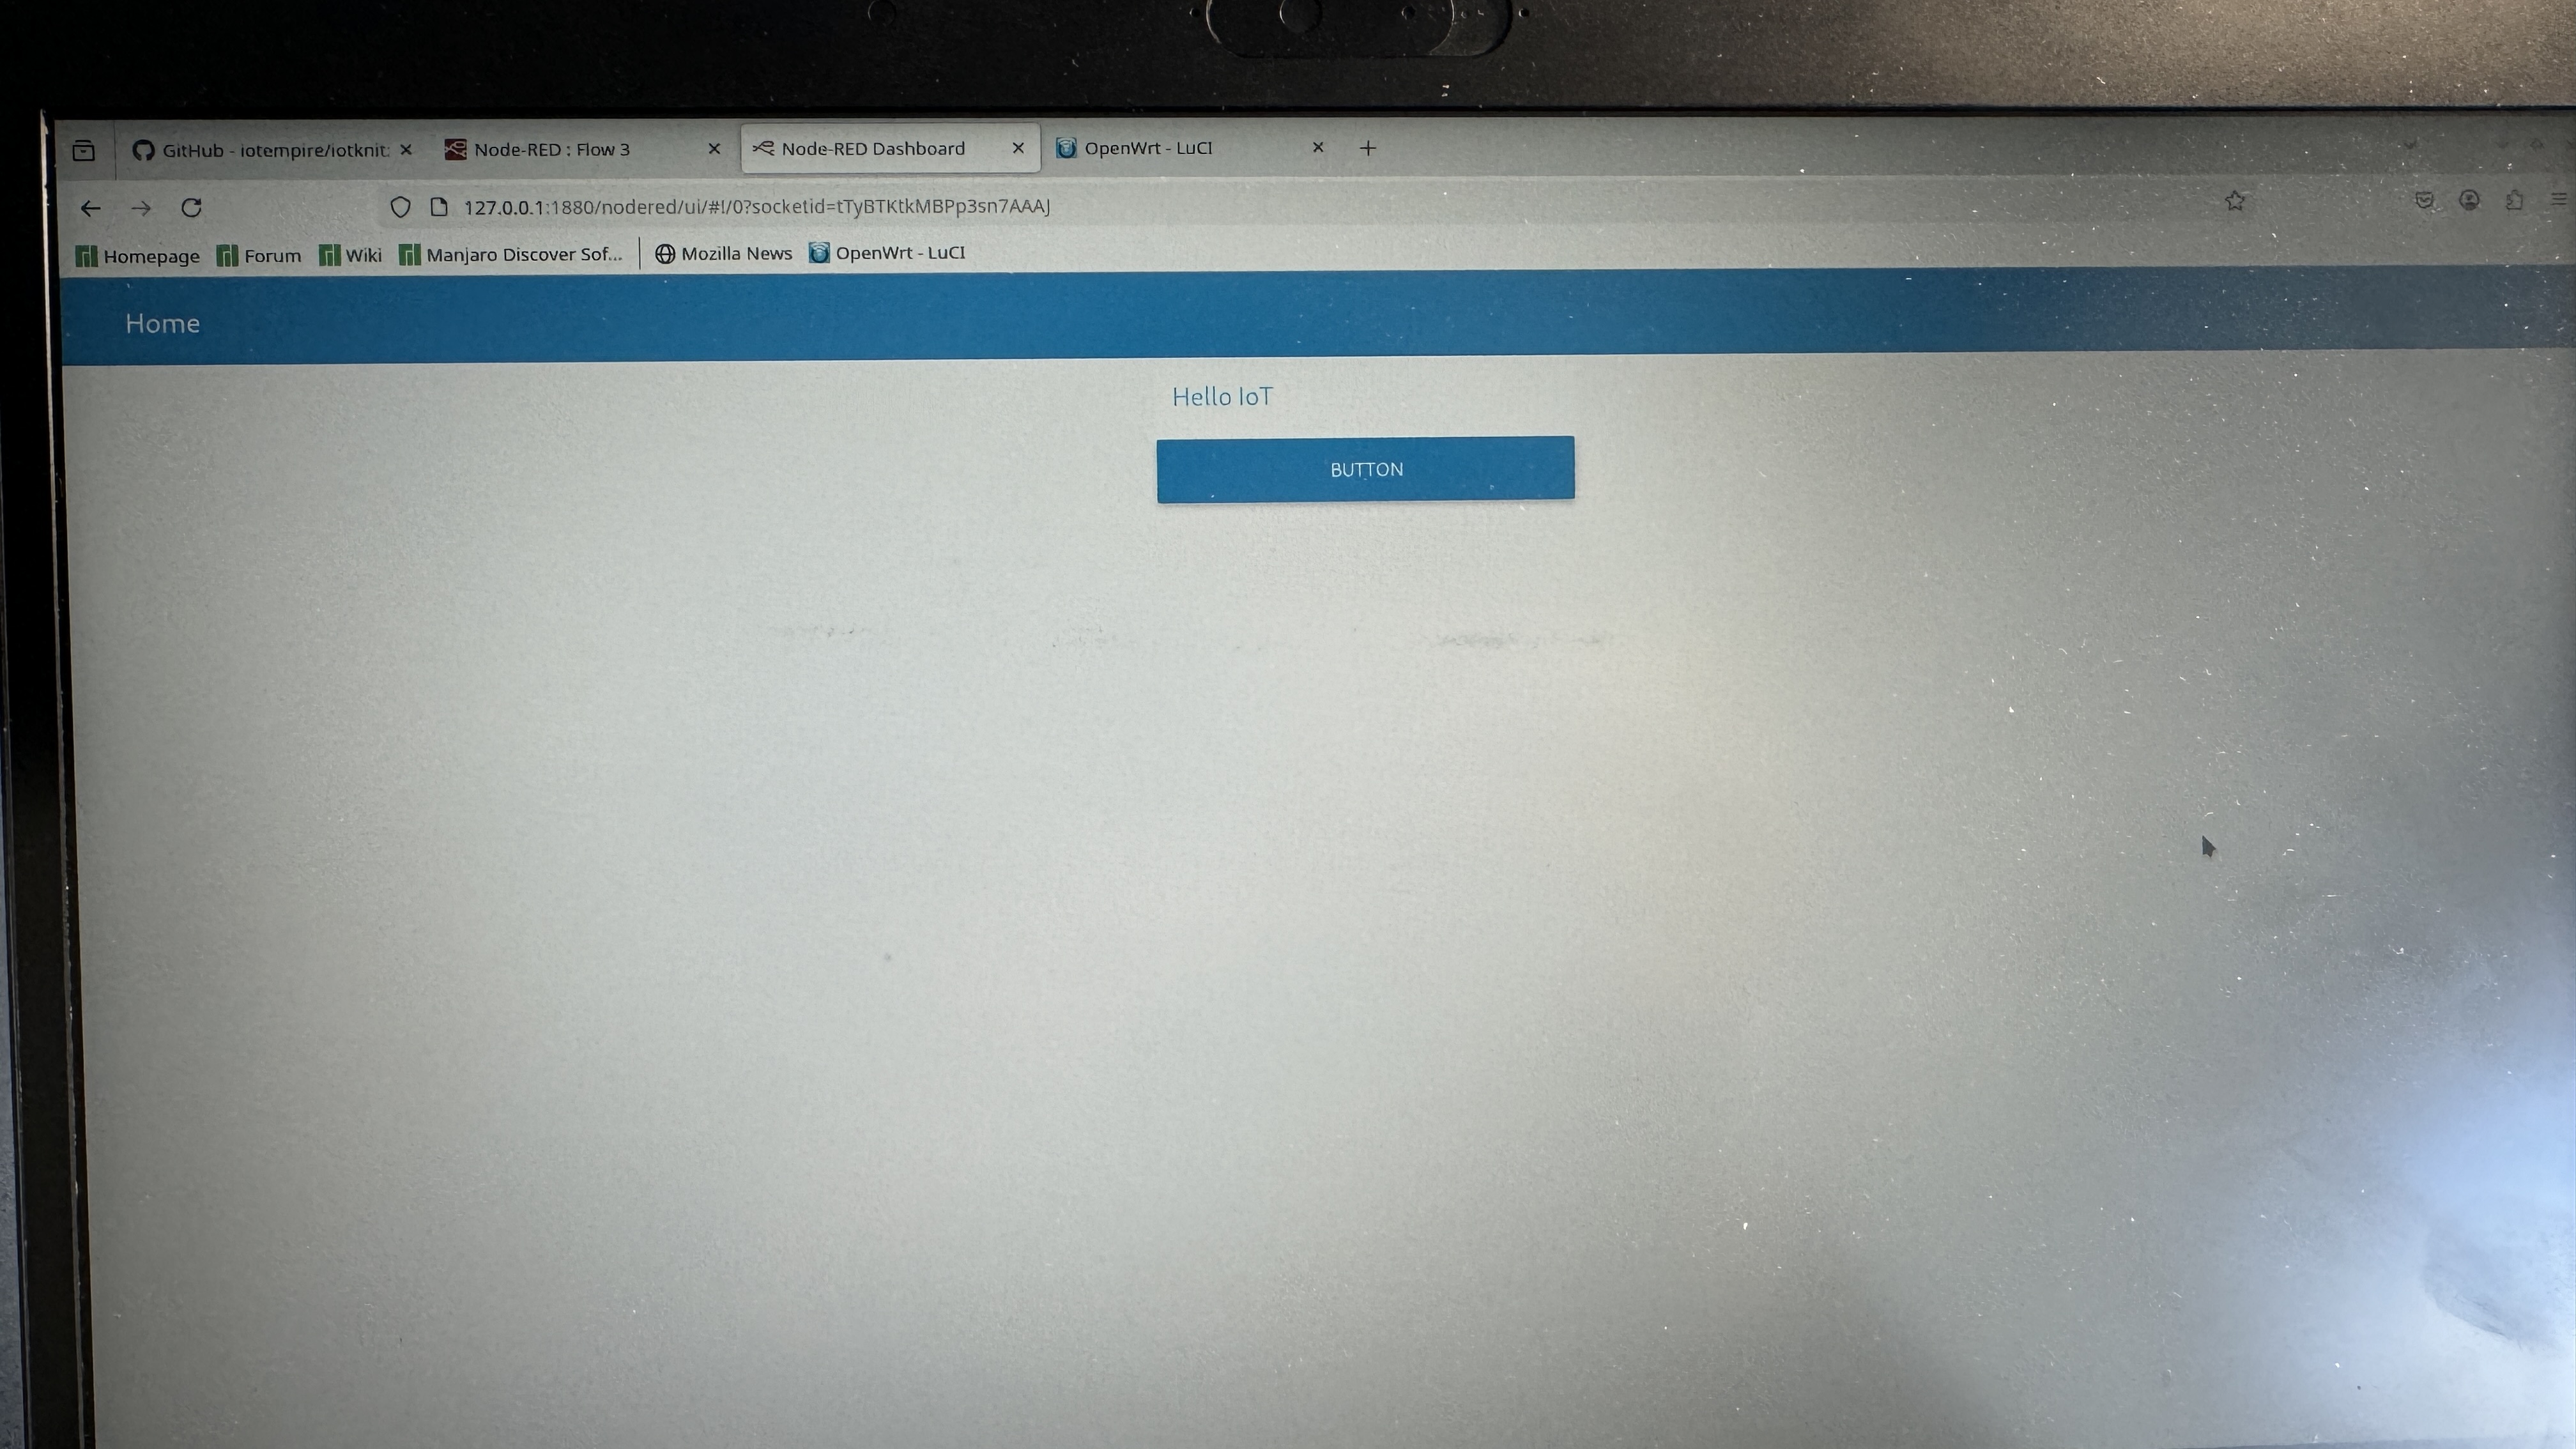 GitHub - iotempire/iotknit:
Node-RED : Flow 3
Node-RED Dashboard
OpenWrt - LuCI
127.0.0.1:1880/nodered/ui/#!/0?socketid=tTyBTKtkMBPp3sn7AAAJ
Homepage Forum Wiki Manjaro Discover Sof... Mozilla News OpenWrt - LuCI
Home
Hello IoT
BUTTON